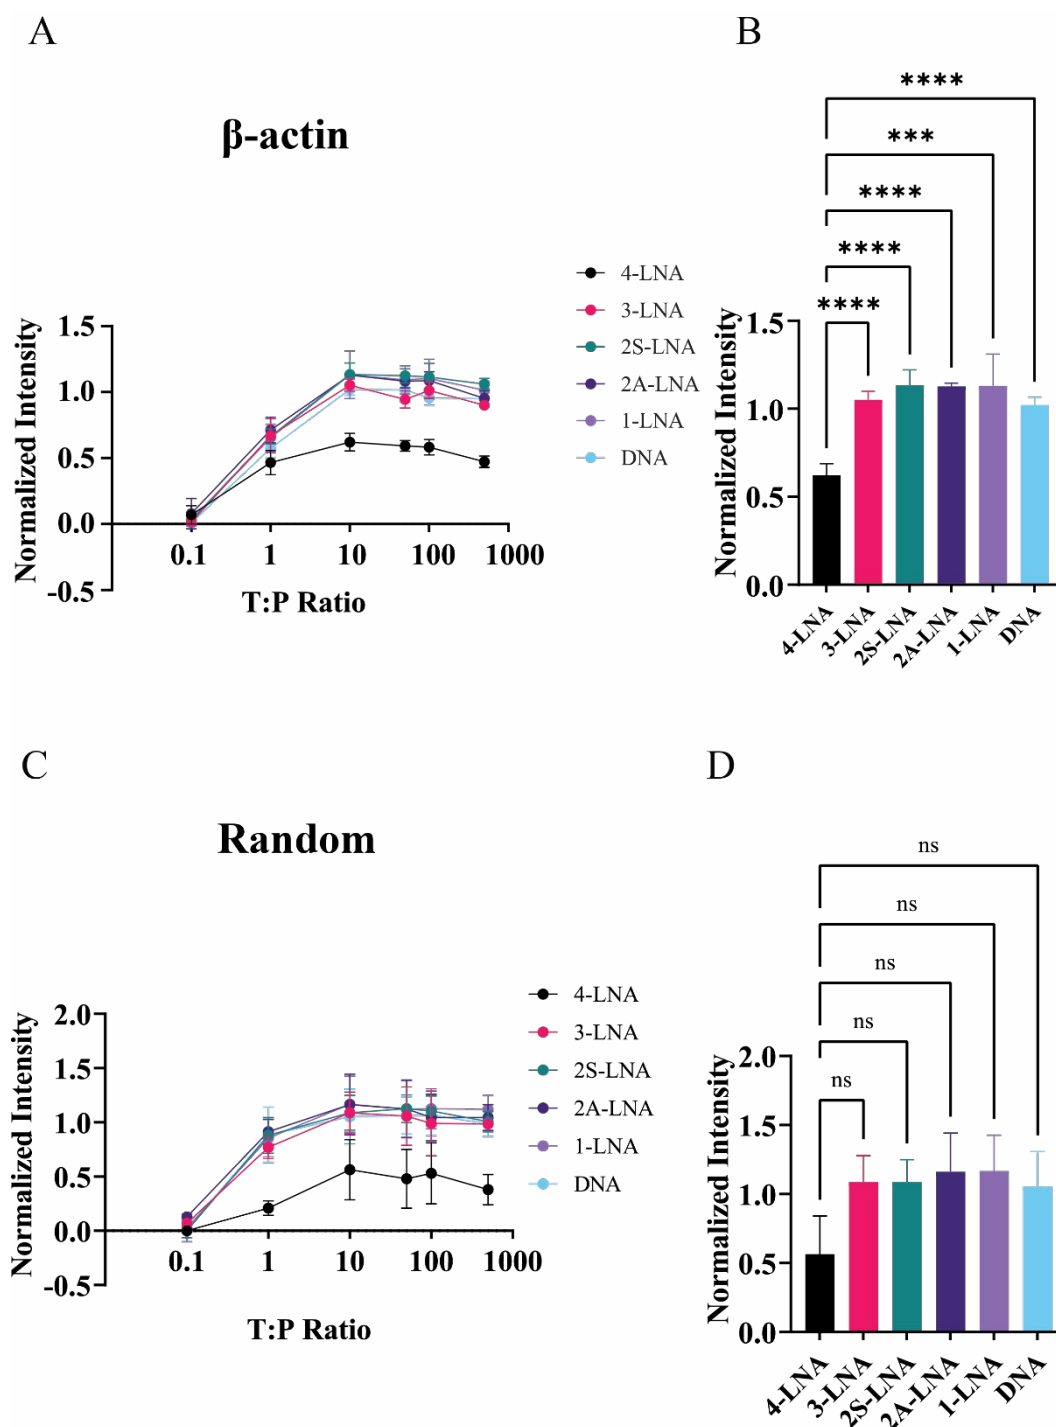 A
β-actin
Normalized Intensity
1.5
1.0
0.5
0.0
-0.5
0.1 1 10 100 1000
T:P Ratio
4-LNA
3-LNA
2S-LNA
2A-LNA
1-LNA
DNA
B
****
***
****
****
****
Normalized Intensity
1.5
1.0
0.5
0.0
4-LNA 3-LNA 2S-LNA 2A-LNA 1-LNA DNA
C
Random
Normalized Intensity
2.0
1.5
1.0
0.5
0.0
-0.5
0.1 1 10 100 1000
T:P Ratio
4-LNA
3-LNA
2S-LNA
2A-LNA
1-LNA
DNA
D
ns
ns
ns
ns
ns
Normalized Intensity
2.0
1.5
1.0
0.5
0.0
4-LNA 3-LNA 2S-LNA 2A-LNA 1-LNA DNA